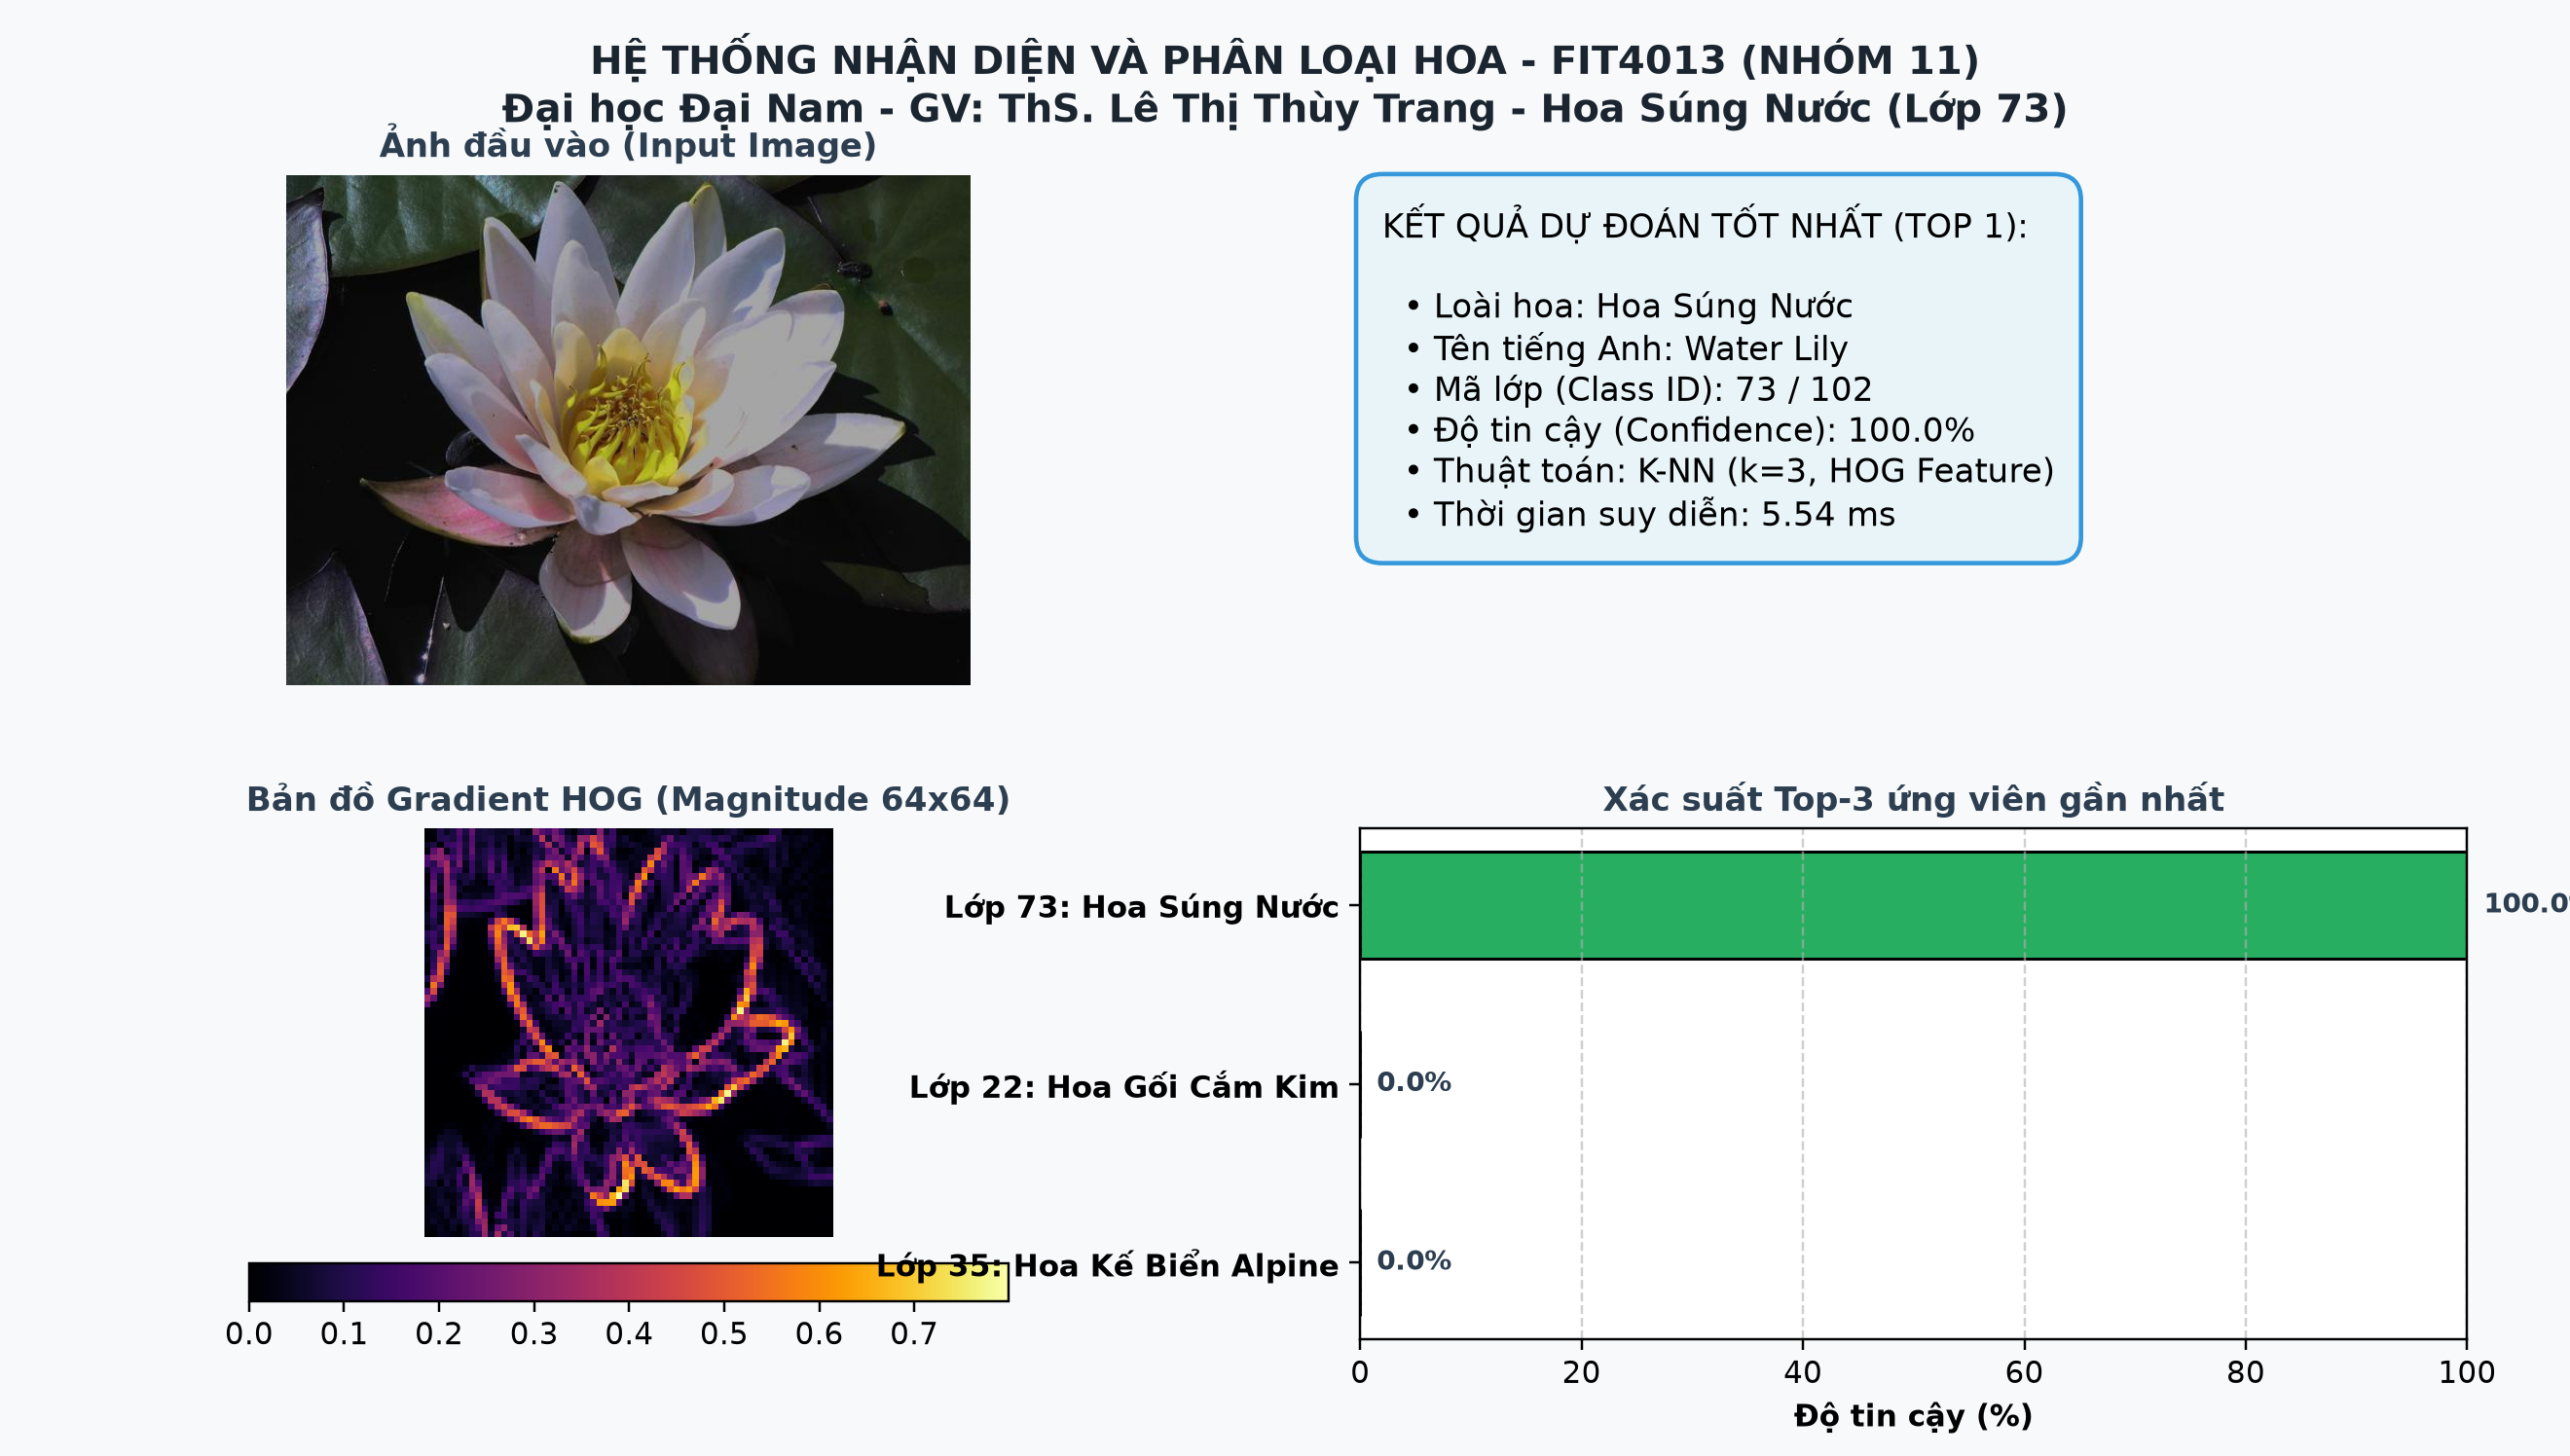 HỆ THỐNG NHẬN DIỆN VÀ PHÂN LOẠI HOA - FIT4013 (NHÓM 11)
Đại học Đại Nam - GV: ThS. Lê Thị Thùy Trang - Hoa Súng Nước (Lớp 73)
Ảnh đầu vào (Input Image)
KẾT QUẢ DỰ ĐOÁN TỐT NHẤT (TOP 1):
• Loài hoa: Hoa Súng Nước
• Tên tiếng Anh: Water Lily
• Mã lớp (Class ID): 73 / 102
• Độ tin cậy (Confidence): 100.0%
• Thuật toán: K-NN (k=3, HOG Feature)
• Thời gian suy diễn: 5.54 ms
Bản đồ Gradient HOG (Magnitude 64x64)
0.0 0.1 0.2 0.3 0.4 0.5 0.6 0.7
Xác suất Top-3 ứng viên gần nhất
Lớp 73: Hoa Súng Nước 100.0
Lớp 22: Hoa Gối Cắm Kim 0.0%
Lớp 35: Hoa Kế Biển Alpine 0.0%
0 20 40 60 80 100
Độ tin cậy (%)